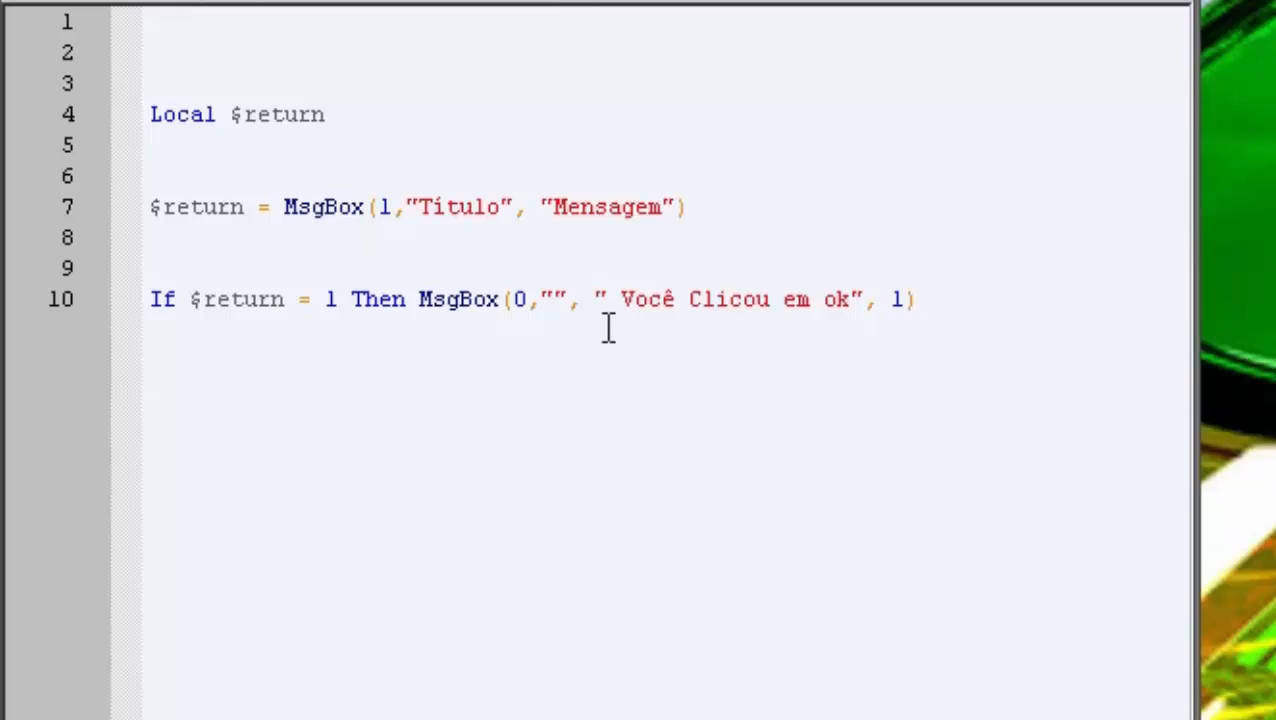 1
2
3
4 Local $return
5
6
7 $return = MsgBox(1,"Título", "Mensagem")
8
9
10 If $return = 1 Then MsgBox(0,"", " Você Clicou em ok", 1)